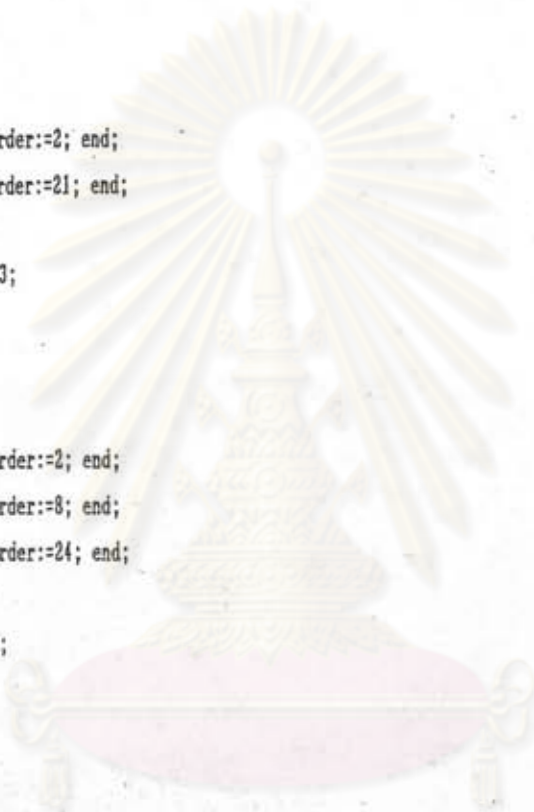 rder:=2; end;
rder:=21; end;
3;
rder:=2; end;
rder:=8; end;
rder:=24; end;
;